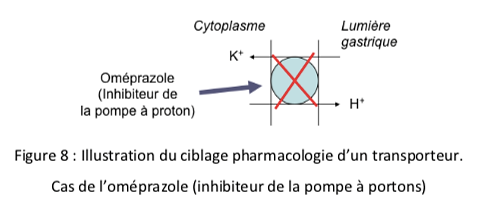 Cytoplasme
Lumière
gastrique
K⁺
Oméprazole
(Inhibiteur de
la pompe à proton)
H⁺
Figure 8 : Illustration du ciblage pharmacologie d'un transporteur.
Cas de l'oméprazole (inhibiteur de la pompe à portons)